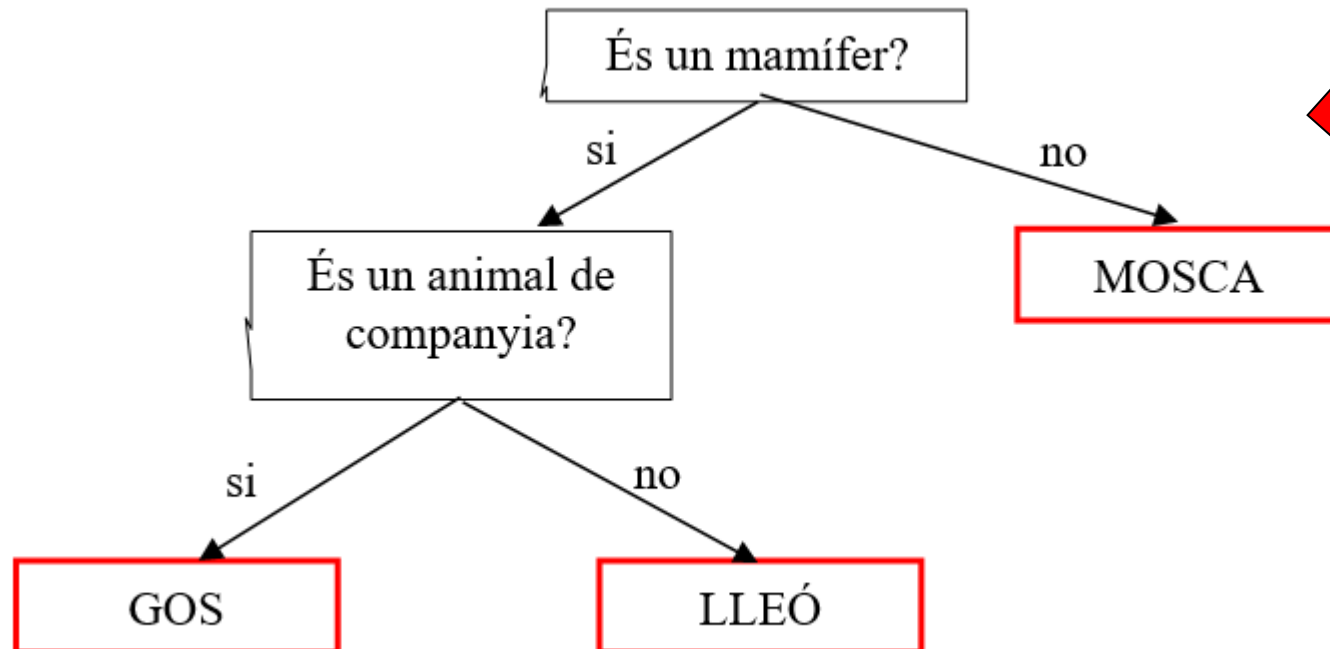 És un mamífer?
si
no
És un animal de
companyia?
MOSCA
si
no
GOS
LLEÓ